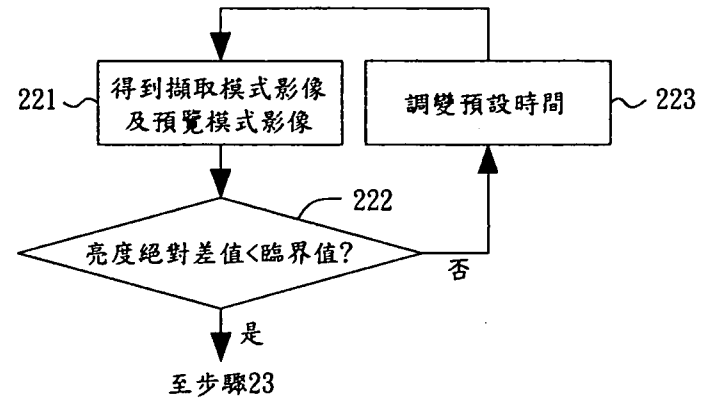 221
得到擷取模式影像
及預覽模式影像
調變預設時間
223
222
亮度絕對差值<臨界值?
否
是
至步驟23